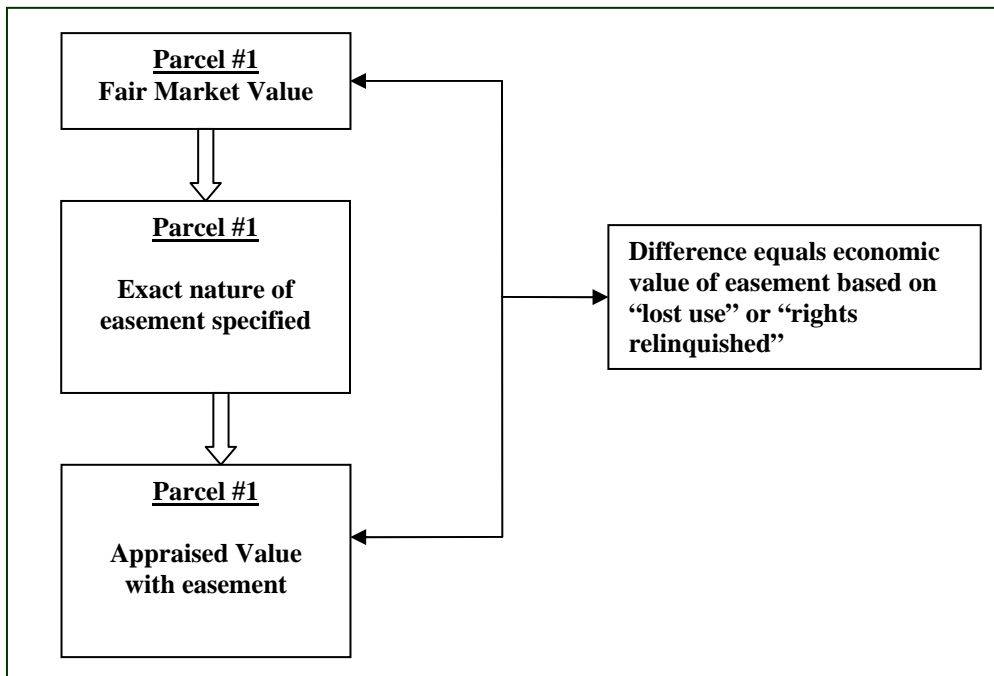 Parcel #1
Fair Market Value
Parcel #1
Exact nature of
easement specified
Parcel #1
Appraised Value
with easement
Difference equals economic
value of easement based on
“lost use” or “rights
relinquished”